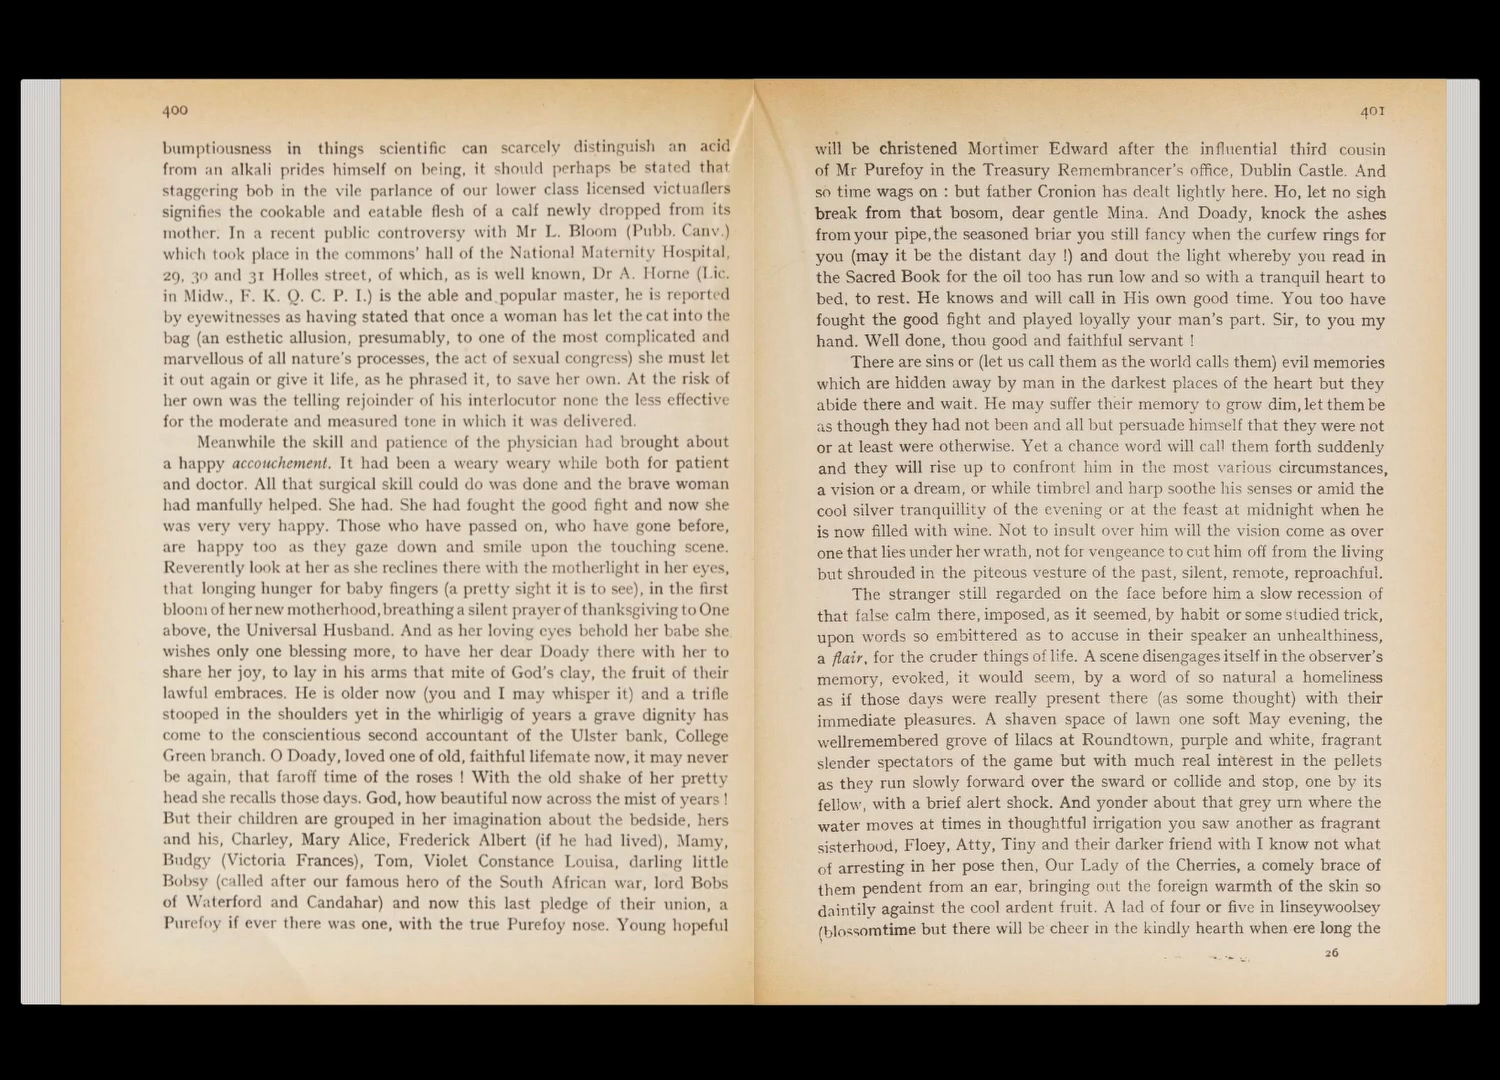 400
bumptiousness in things scientific can scarcely distinguish an acid
from an alkali prides himself on being, it should perhaps be stated that
staggering bob in the vile parlance of our lower class licensed victuallers
signifies the cookable and eatable flesh of a calf newly dropped from its
mother. In a recent public controversy with Mr L. Bloom (Pubb. Canv.)
which took place in the commons' hall of the National Maternity Hospital,
29, 30 and 31 Holles street, of which, as is well known, Dr A. Horne (Lic.
in Midw., F. K. Q. C. P. I.) is the able and popular master, he is reported
by eyewitnesses as having stated that once a woman has let the cat into the
bag (an esthetic allusion, presumably, to one of the most complicated and
marvellous of all nature's processes, the act of sexual congress) she must let
it out again or give it life, as he phrased it, to save her own. At the risk of
her own was the telling rejoinder of his interlocutor none the less effective
for the moderate and measured tone in which it was delivered.
Meanwhile the skill and patience of the physician had brought about
a happy accouchement. It had been a weary weary while both for patient
and doctor. All that surgical skill could do was done and the brave woman
had manfully helped. She had. She had fought the good fight and now she
was very very happy. Those who have passed on, who have gone before,
are happy too as they gaze down and smile upon the touching scene.
Reverently look at her as she reclines there with the motherlight in her eyes,
that longing hunger for baby fingers (a pretty sight it is to see), in the first
bloom of her new motherhood, breathing a silent prayer of thanksgiving to One
above, the Universal Husband. And as her loving eyes behold her babe she
wishes only one blessing more, to have her dear Doady there with her to
share her joy, to lay in his arms that mite of God's clay, the fruit of their
lawful embraces. He is older now (you and I may whisper it) and a trifle
stooped in the shoulders yet in the whirligig of years a grave dignity has
come to the conscientious second accountant of the Ulster bank, College
Green branch. O Doady, loved one of old, faithful lifemate now, it may never
be again, that faroff time of the roses ! With the old shake of her pretty
head she recalls those days. God, how beautiful now across the mist of years !
But their children are grouped in her imagination about the bedside, hers
and his, Charley, Mary Alice, Frederick Albert (if he had lived), Mamy,
Budgy (Victoria Frances), Tom, Violet Constance Louisa, darling little
Bobsy (called after our famous hero of the South African war, lord Bobs
of Waterford and Candahar) and now this last pledge of their union, a
Purefoy if ever there was one, with the true Purefoy nose. Young hopeful
401
will be christened Mortimer Edward after the influential third cousin
of Mr Purefoy in the Treasury Remembrancer's office, Dublin Castle. And
so time wags on : but father Cronion has dealt lightly here. Ho, let no sigh
break from that bosom, dear gentle Mina. And Doady, knock the ashes
from your pipe, the seasoned briar you still fancy when the curfew rings for
you (may it be the distant day !) and dout the light whereby you read in
the Sacred Book for the oil too has run low and so with a tranquil heart to
bed, to rest. He knows and will call in His own good time. You too have
fought the good fight and played loyally your man's part. Sir, to you my
hand. Well done, thou good and faithful servant !
There are sins or (let us call them as the world calls them) evil memories
which are hidden away by man in the darkest places of the heart but they
abide there and wait. He may suffer their memory to grow dim, let them be
as though they had not been and all but persuade himself that they were not
or at least were otherwise. Yet a chance word will call them forth suddenly
and they will rise up to confront him in the most various circumstances,
a vision or a dream, or while timbrel and harp soothe his senses or amid the
cool silver tranquillity of the evening or at the feast at midnight when he
is now filled with wine. Not to insult over him will the vision come as over
one that lies under her wrath, not for vengeance to cut him off from the living
but shrouded in the piteous vesture of the past, silent, remote, reproachful.
The stranger still regarded on the face before him a slow recession of
that false calm there, imposed, as it seemed, by habit or some studied trick,
upon words so embittered as to accuse in their speaker an unhealthiness,
a flair, for the cruder things of life. A scene disengages itself in the observer's
memory, evoked, it would seem, by a word of so natural a homeliness
as if those days were really present there (as some thought) with their
immediate pleasures. A shaven space of lawn one soft May evening, the
wellremembered grove of lilacs at Roundtown, purple and white, fragrant
slender spectators of the game but with much real interest in the pellets
as they run slowly forward over the sward or collide and stop, one by its
fellow, with a brief alert shock. And yonder about that grey urn where the
water moves at times in thoughtful irrigation you saw another as fragrant
sisterhood, Floey, Atty, Tiny and their darker friend with I know not what
of arresting in her pose then, Our Lady of the Cherries, a comely brace of
them pendent from an ear, bringing out the foreign warmth of the skin so
daintily against the cool ardent fruit. A lad of four or five in linseywoolsey
(blossomtime but there will be cheer in the kindly hearth when ere long the
26